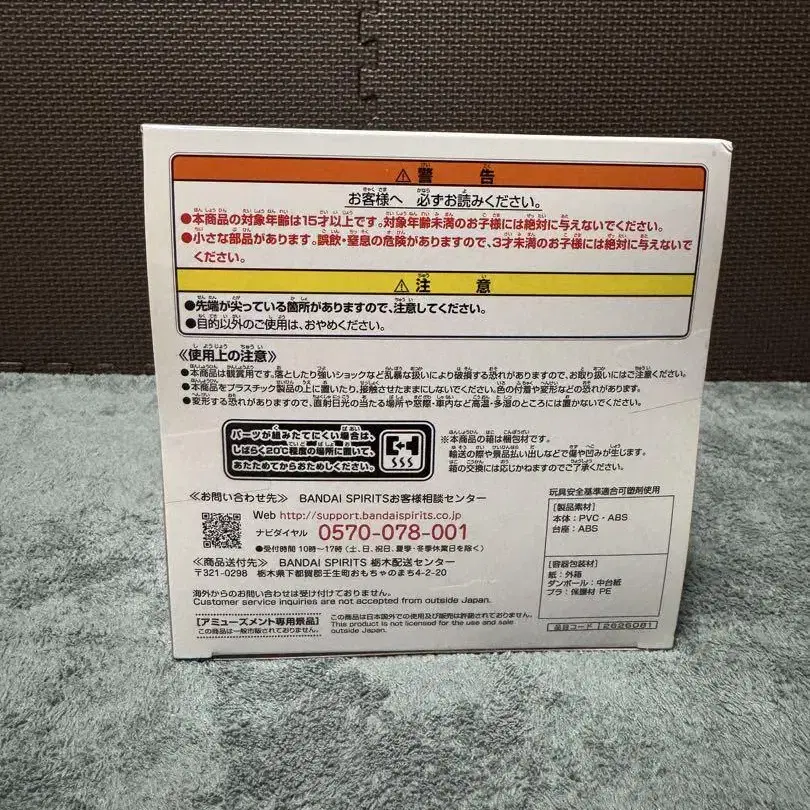 ⚠警告
お客様へ 必ずお読みください。
●本商品の対象年齢は15才以上です。対象年齢未満のお子様には絶対に与えないでください。
●小さな部品があります。誤飲・窒息の危険がありますので、3才未満のお子様には絶対に与えないで
ください。
⚠注意
●先端が尖っている箇所がありますので、注意してください。
●目的以外のご使用は、おやめください。
≪使用上の注意≫
●本商品は観賞用です。落としたり強いショックなど乱暴な扱いにより破損する恐れがありますので、お取り扱いにはご注意ください。
●本商品をプラスチック製品の上に置いたり、接触させたままにしないでください。色の付着や変形などの恐れがあります。
●変形する恐れがありますので、直射日光の当たる場所や窓際・車内など高温・多湿のところには置かないでください。
パーツが組みたてにくい場合は、
しばらく20℃程度の場所に置いて、
あたためてからおためしください。
※本商品の箱は梱包材です。
輸送の際や景品払い出しなどで傷や凹みが生じます。
箱の交換には応じかねますのでご了承ください。
≪お問い合わせ先≫ BANDAI SPIRITSお客様相談センター
Web http://support.bandaispirits.co.jp
ナビダイヤル 0570-078-001
●受付時間 10時～17時(土、日、祝日、夏季・冬季休業日を除く)
≪商品送付先≫ BANDAI SPIRITS 栃木配送センター
〒321-0298 栃木県下都賀郡壬生町おもちゃのまち4-2-20
海外からのお問い合わせは受け付けておりません。
Customer service inquiries are not accepted from outside Japan.
[アミューズメント専用景品]
この商品は一般市販されておりません。
この商品は日本国外での使用及び販売は許諾されておりません。
This product is not licensed for the use and sale
outside Japan.
玩具安全基準適合可塑剤使用
[製品素材]
本体：PVC・ABS
台座：ABS
[容器包装材]
紙：外箱
ダンボール：中台紙
プラ：保護材 PE
品目コード 2626081